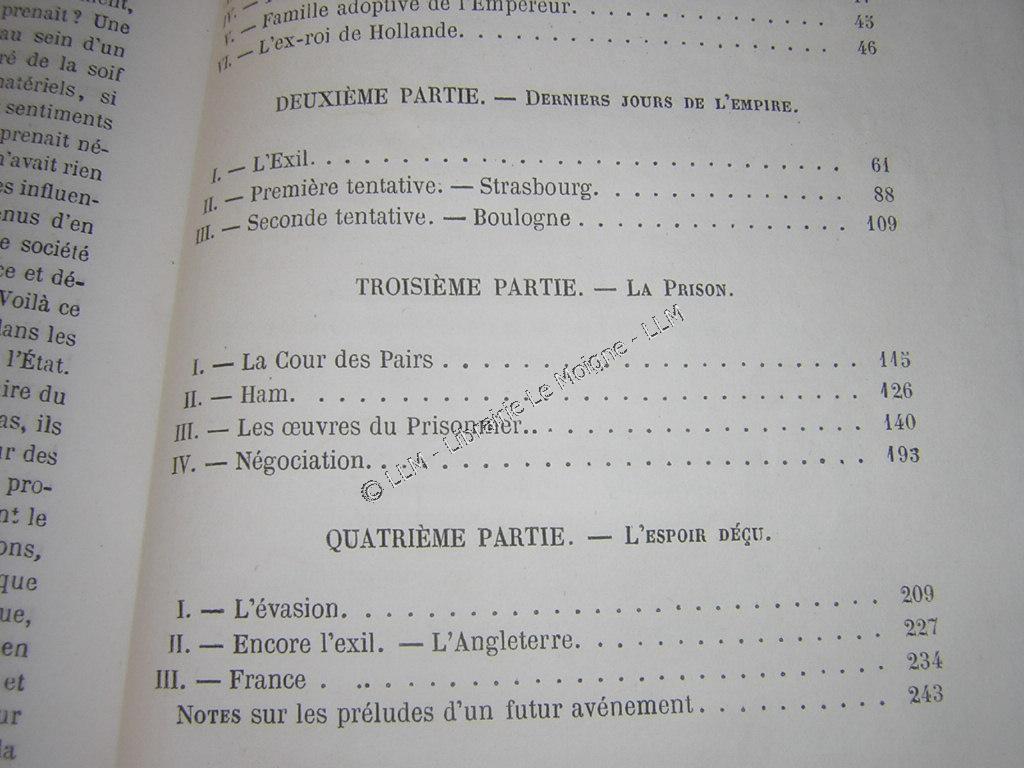 prenait? Une
au sein d'un
ré de la soif
matériels, si
sentiments
prenait né-
n'avait rien
es influen-
enus d'en
e société
ce et dé-
Voilà ce
dans les
l'État.
ire du
as, ils
ur des
pro-
nt le
ons,
que
ue,
en
et
ur
la
IV. —
V. — Famille adoptive de l'Empereur. 45
VI. — L'ex-roi de Hollande. 46
DEUXIÈME PARTIE. — DERNIERS JOURS DE L'EMPIRE.
I. — L'Exil. 61
II. — Première tentative. — Strasbourg. 88
III. — Seconde tentative. — Boulogne 109
TROISIÈME PARTIE. — LA PRISON.
I. — La Cour des Pairs 115
II. — Ham. 126
III. — Les œuvres du Prisonnier. 140
IV. — Négociation. 193
© LLM - Librairie Le Moigne - LLM
QUATRIÈME PARTIE. — L'ESPOIR DÉÇU.
I. — L'évasion. 209
II. — Encore l'exil. — L'Angleterre. 227
III. — France 234
NOTES sur les préludes d'un futur avénement 243